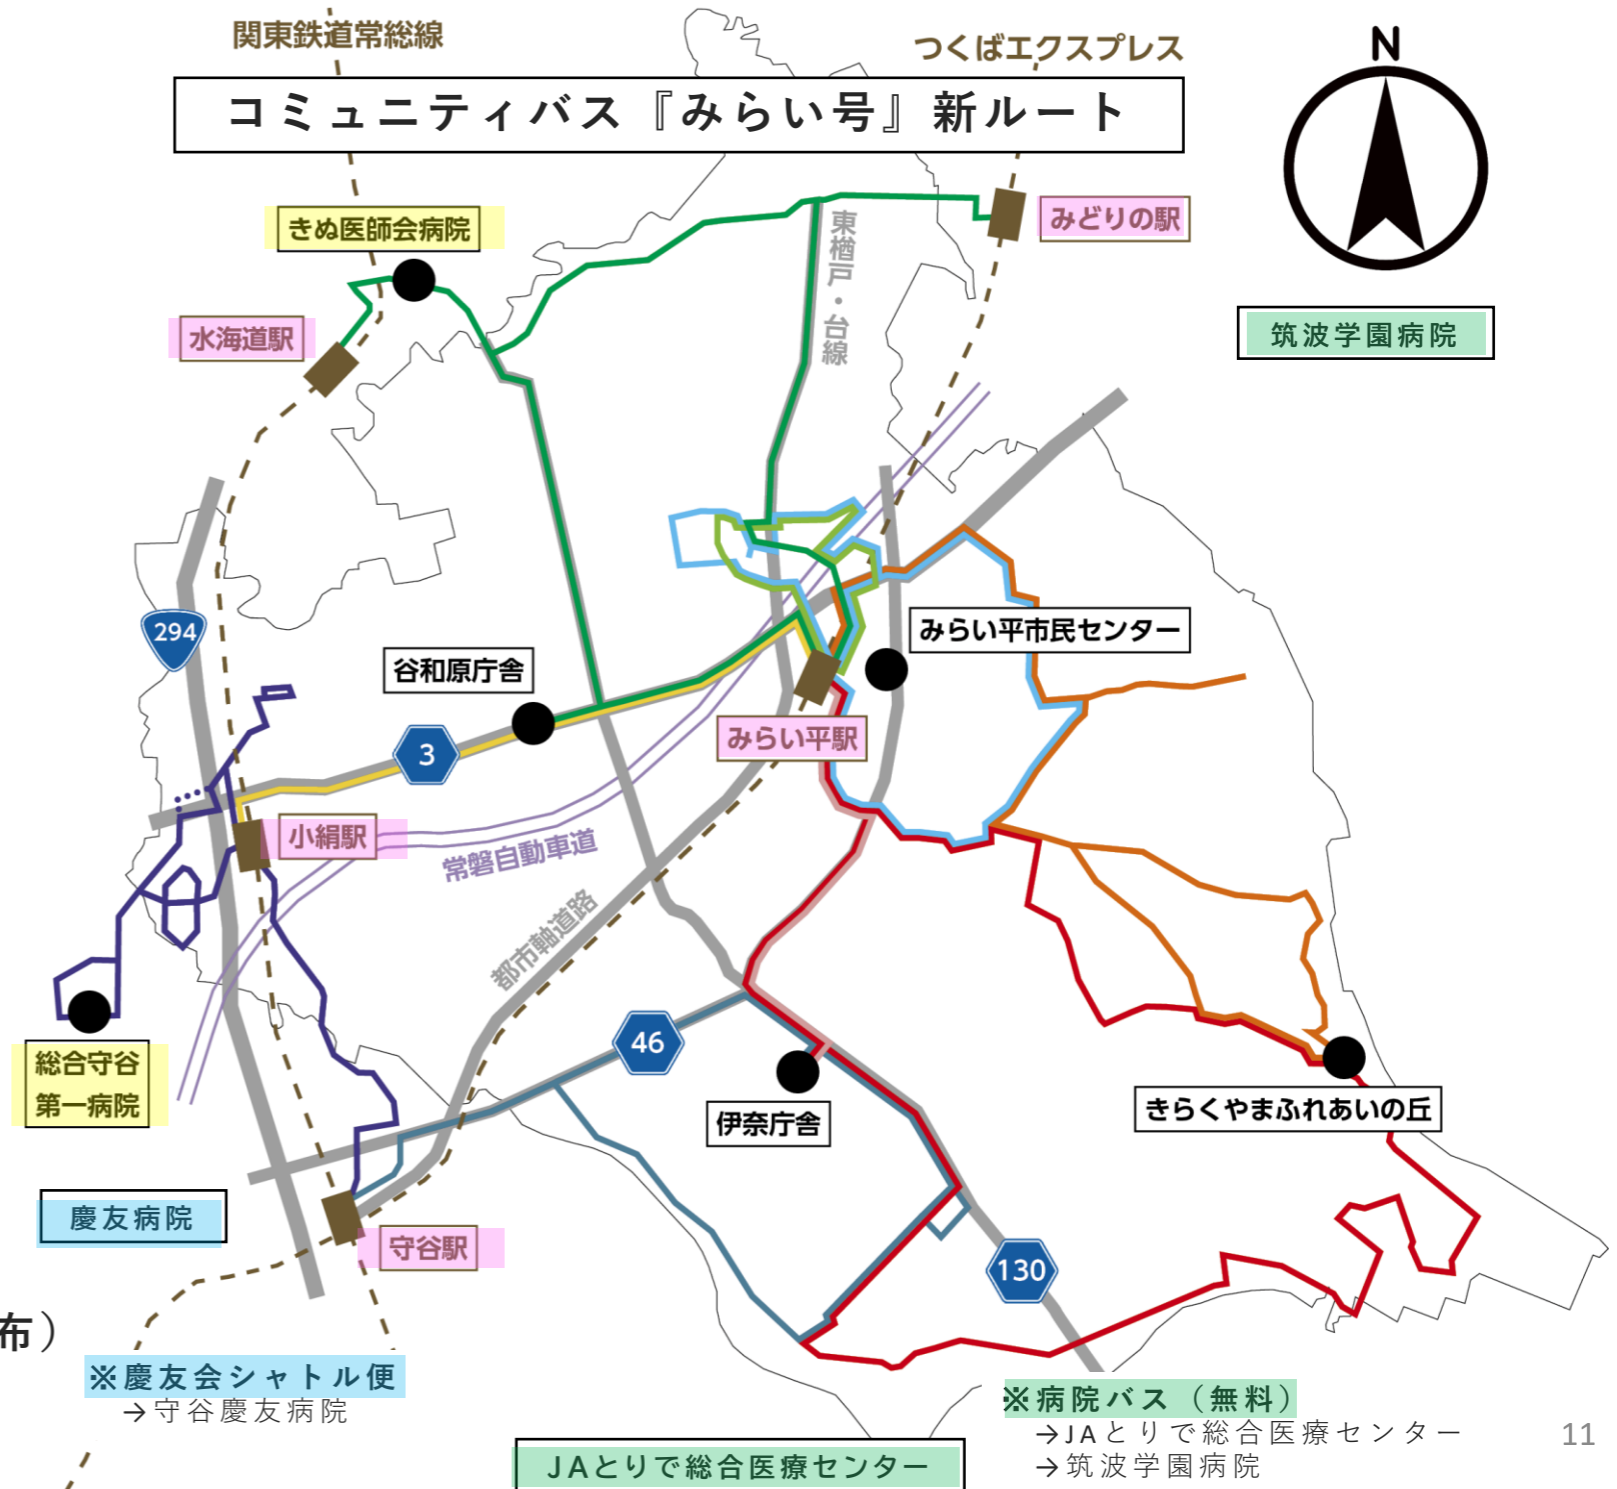 関東鉄道常総線
つくばエクスプレス
N
コミュニティバス『みらい号』新ルート
きぬ医師会病院
みどりの駅
東楢戸・台線
水海道駅
筑波学園病院
294
みらい平市民センター
谷和原庁舎
みらい平駅
3
小絹駅
常磐自動車道
都市軸道路
46
総合守谷
第一病院
伊奈庁舎
きらくやまふれあいの丘
慶友病院
守谷駅
130
布）
※慶友会シャトル便
→守谷慶友病院
※病院バス（無料）
→JAとりで総合医療センター
→筑波学園病院
JAとりで総合医療センター
11